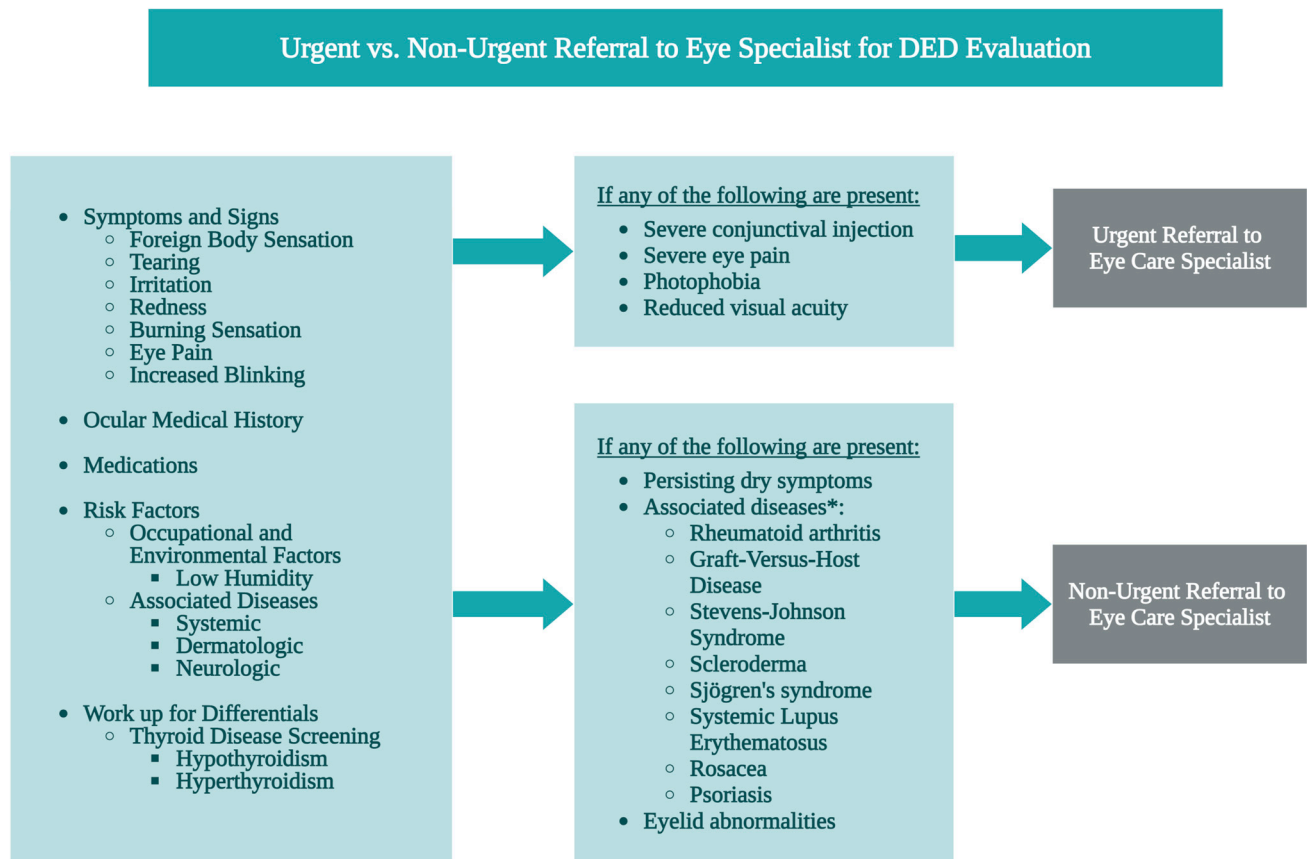 Urgent vs. Non-Urgent Referral to Eye Specialist for DED Evaluation
• Symptoms and Signs
○ Foreign Body Sensation
○ Tearing
○ Irritation
○ Redness
○ Burning Sensation
○ Eye Pain
○ Increased Blinking
• Ocular Medical History
• Medications
• Risk Factors
○ Occupational and
Environmental Factors
▪ Low Humidity
○ Associated Diseases
▪ Systemic
▪ Dermatologic
▪ Neurologic
• Work up for Differentials
○ Thyroid Disease Screening
▪ Hypothyroidism
▪ Hyperthyroidism
If any of the following are present:
• Severe conjunctival injection
• Severe eye pain
• Photophobia
• Reduced visual acuity
Urgent Referral to
Eye Care Specialist
If any of the following are present:
• Persisting dry symptoms
• Associated diseases*:
○ Rheumatoid arthritis
○ Graft-Versus-Host
Disease
○ Stevens-Johnson
Syndrome
○ Scleroderma
○ Sjögren's syndrome
○ Systemic Lupus
Erythematosus
○ Rosacea
○ Psoriasis
• Eyelid abnormalities
Non-Urgent Referral to
Eye Care Specialist